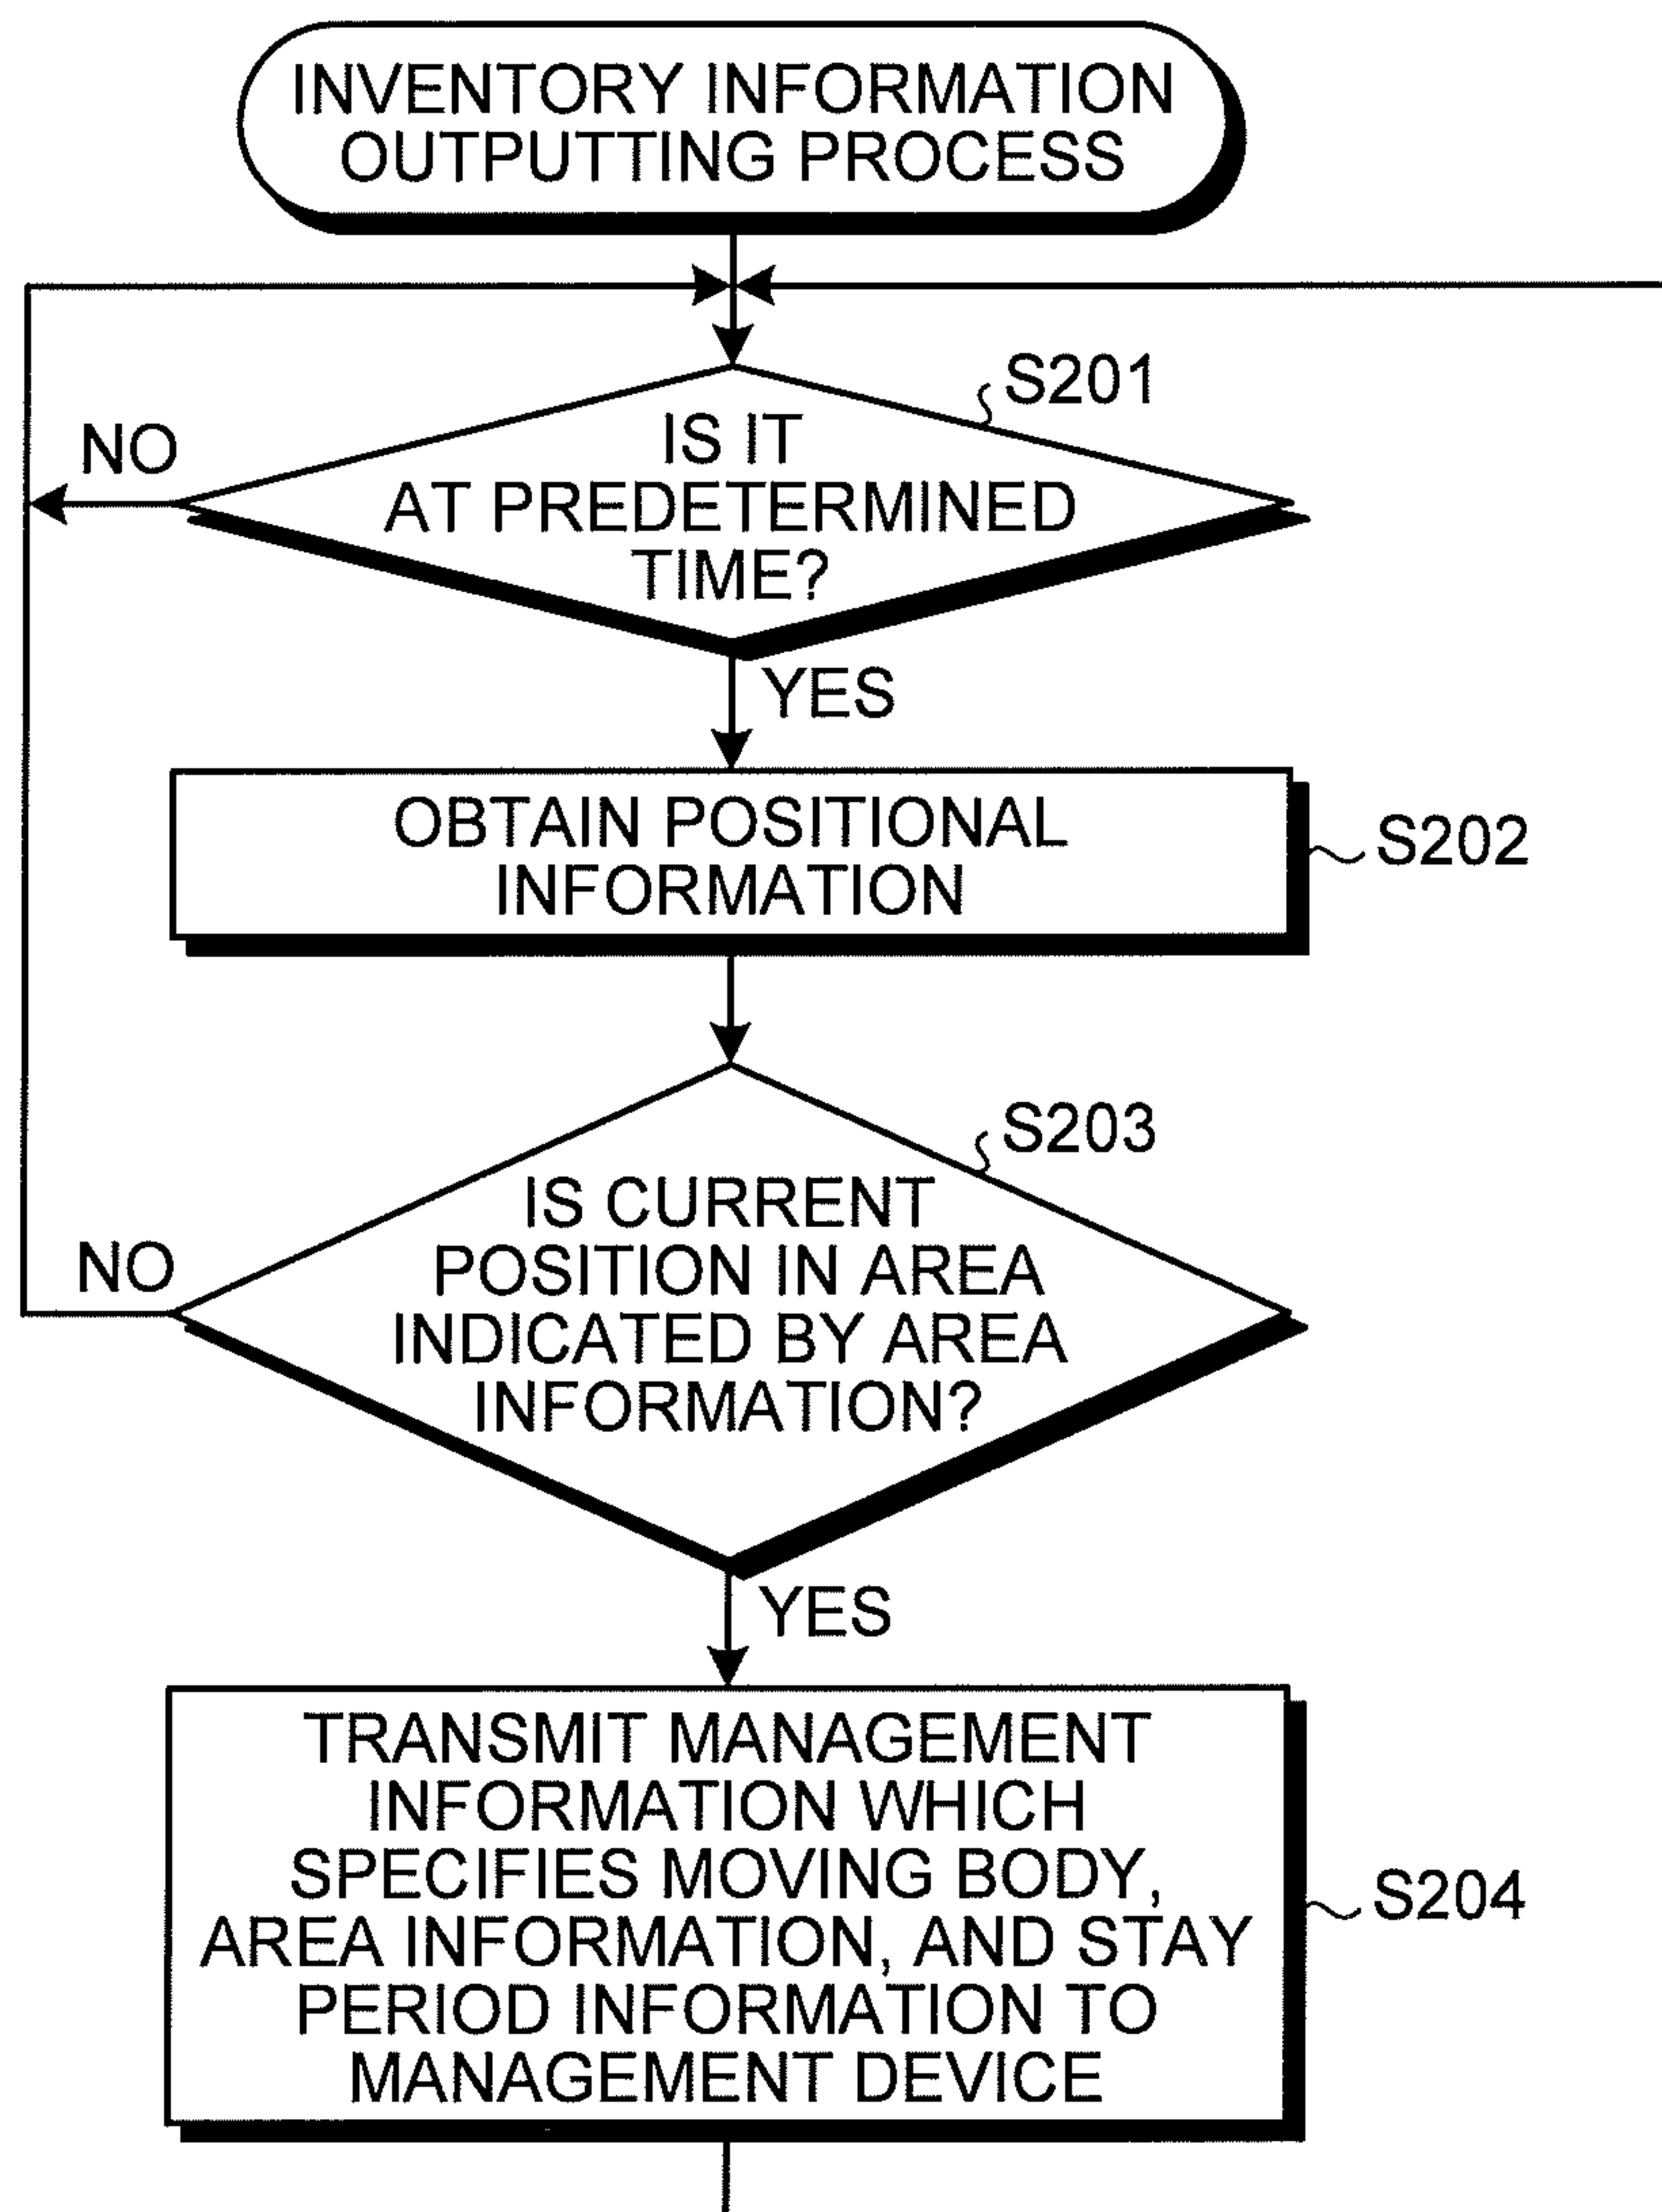 INVENTORY INFORMATION
OUTPUTTING PROCESS
S201
IS IT
AT PREDETERMINED
TIME?
NO
YES
OBTAIN POSITIONAL
INFORMATION
S202
S203
IS CURRENT
POSITION IN AREA
INDICATED BY AREA
INFORMATION?
NO
YES
TRANSMIT MANAGEMENT
INFORMATION WHICH
SPECIFIES MOVING BODY,
AREA INFORMATION, AND STAY
PERIOD INFORMATION TO
MANAGEMENT DEVICE
S204